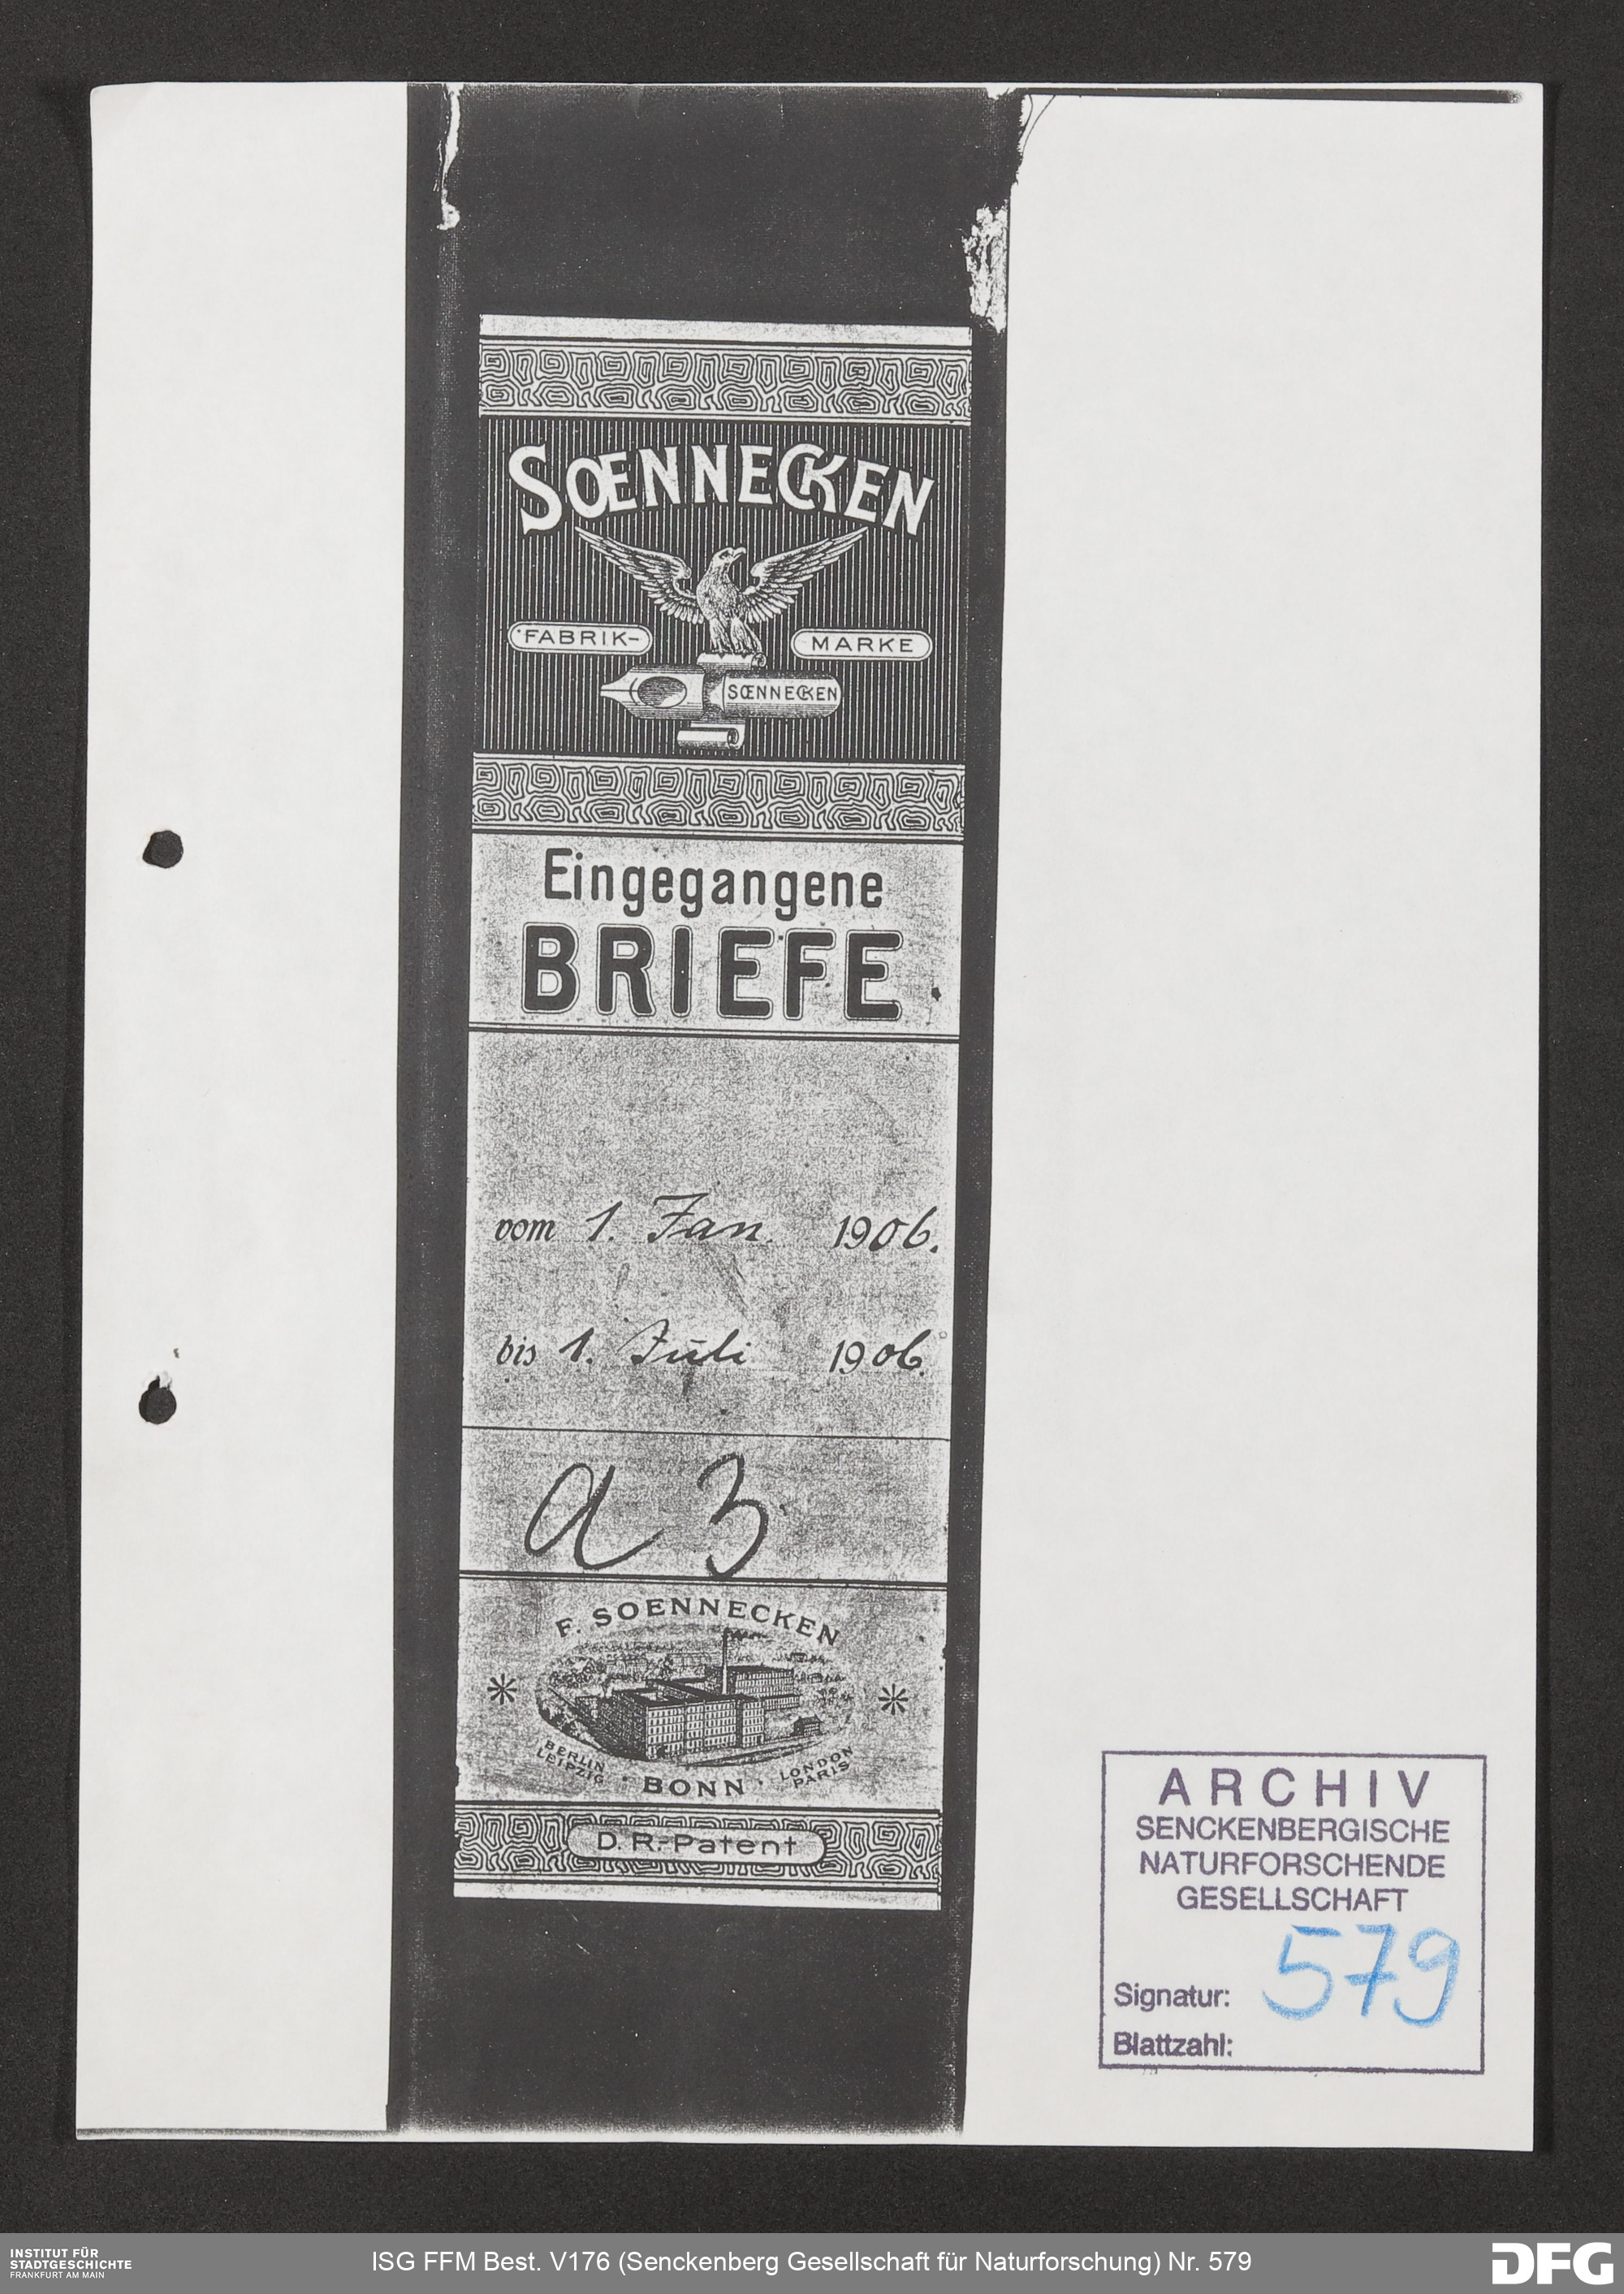 SŒNNECKEN
FABRIK- MARKE
SŒNNECKEN
Eingegangene
BRIEFE
vom 1. Jan. 1906.
bis 1. Juli 1906.
a 3
F. SOENNECKEN
BERLIN
LEIPZIG
· BONN ·
LONDON
PARIS
D. R.-Patent
ARCHIV
SENCKENBERGISCHE
NATURFORSCHENDE
GESELLSCHAFT
Signatur: 579
Blattzahl:
INSTITUT FÜR
STADTGESCHICHTE
FRANKFURT AM MAIN
ISG FFM Best. V176 (Senckenberg Gesellschaft für Naturforschung) Nr. 579
DFG